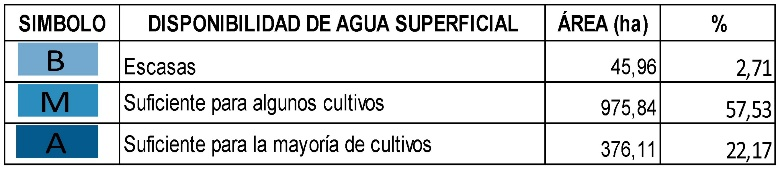 SIMBOLO DISPONIBILIDAD DE AGUA SUPERFICIAL ÁREA (ha) %
B Escasas 45,96 2,71
M Suficiente para algunos cultivos 975,84 57,53
A Suficiente para la mayoría de cultivos 376,11 22,17